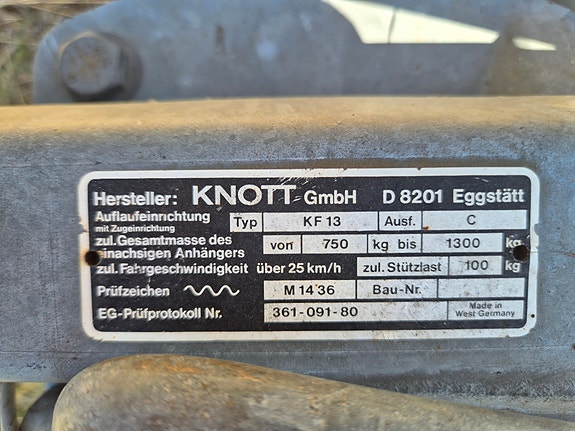 Hersteller: KNOTT GmbH D 8201 Eggstätt
Auflaufeinrichtung
mit Zugeinrichtung Typ KF 13 Ausf. C
zul. Gesamtmasse des
einachsigen Anhängers von 750 kg bis 1300 kg
zul. Fahrgeschwindigkeit über 25 km/h zul. Stützlast 100 kg
Prüfzeichen M 14 36 Bau-Nr.
EG-Prüfprotokoll Nr. 361-091-80 Made in
West Germany